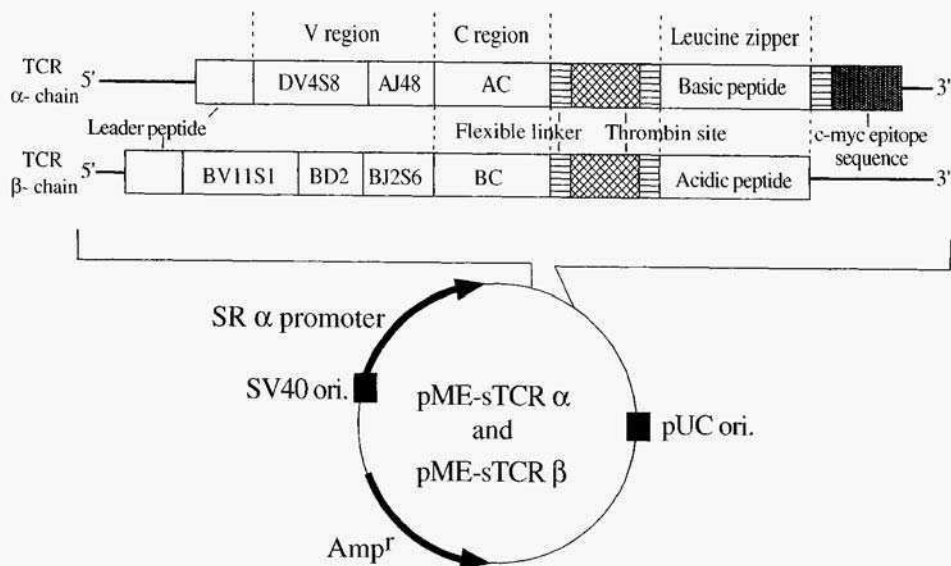 V region C region Leucine zipper
TCR
α- chain
5' DV4S8 AJ48 AC Basic peptide 3'
Leader peptide Flexible linker Thrombin site c-myc epitope
sequence
TCR
β- chain
5' BV11S1 BD2 BJ2S6 BC Acidic peptide 3'
SR α promoter
SV40 ori.
pME-sTCR α
and
pME-sTCR β
pUC ori.
Ampr